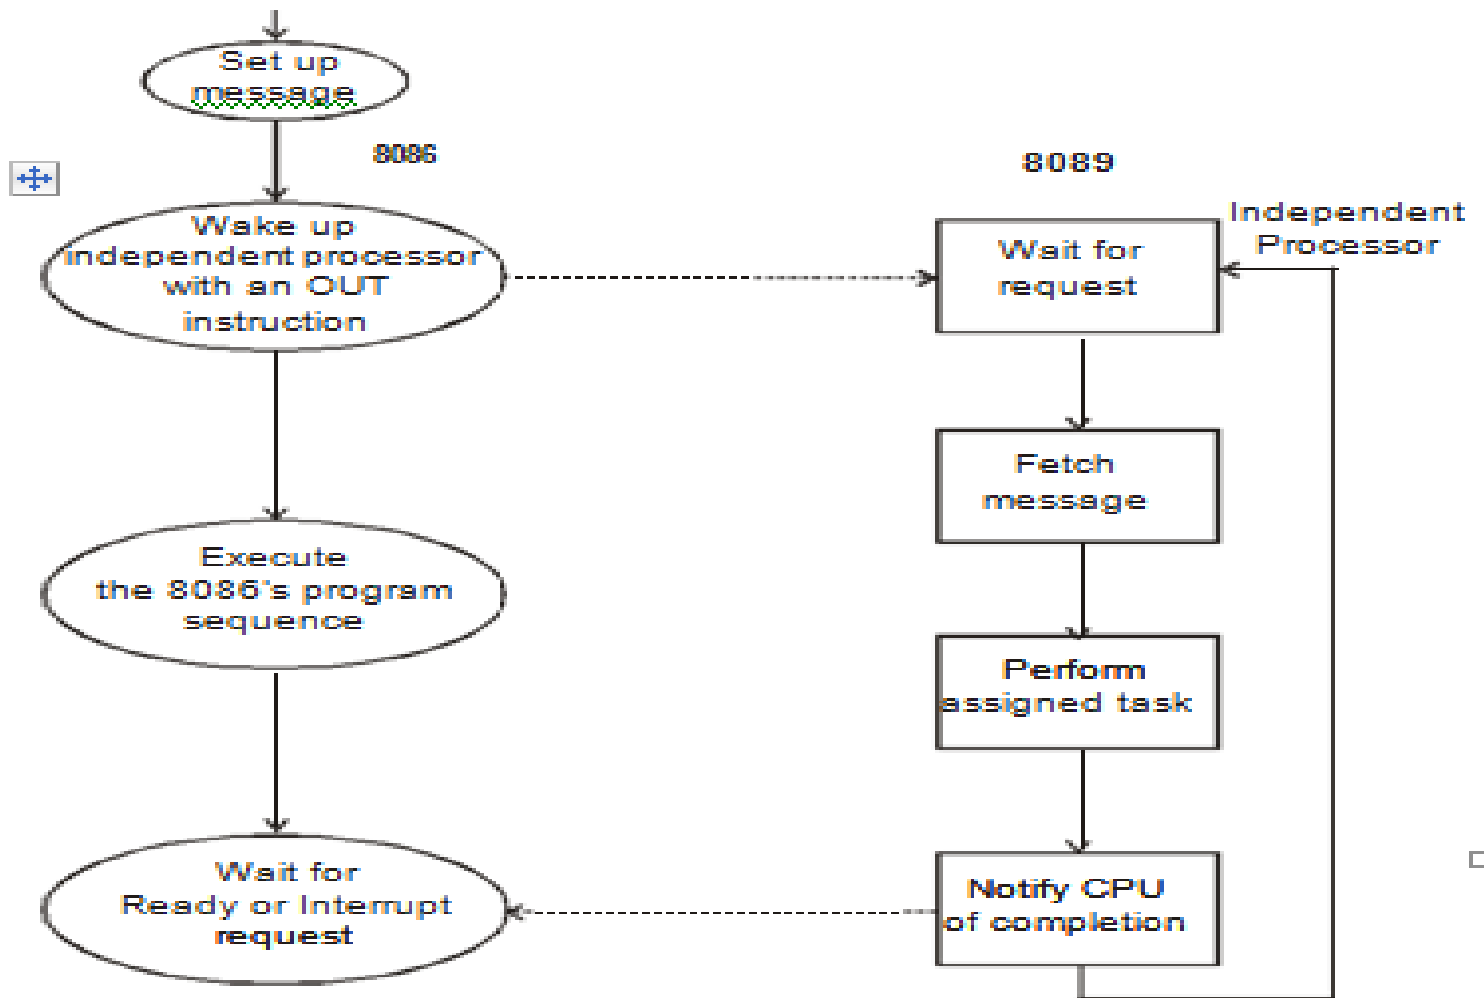 Set up
message
8086
Wake up
independent processor
with an OUT
instruction
Execute
the 8086's program
sequence
Wait for
Ready or Interrupt
request
8089
Independent
Processor
Wait for
request
Fetch
message
Perform
assigned task
Notify CPU
of completion